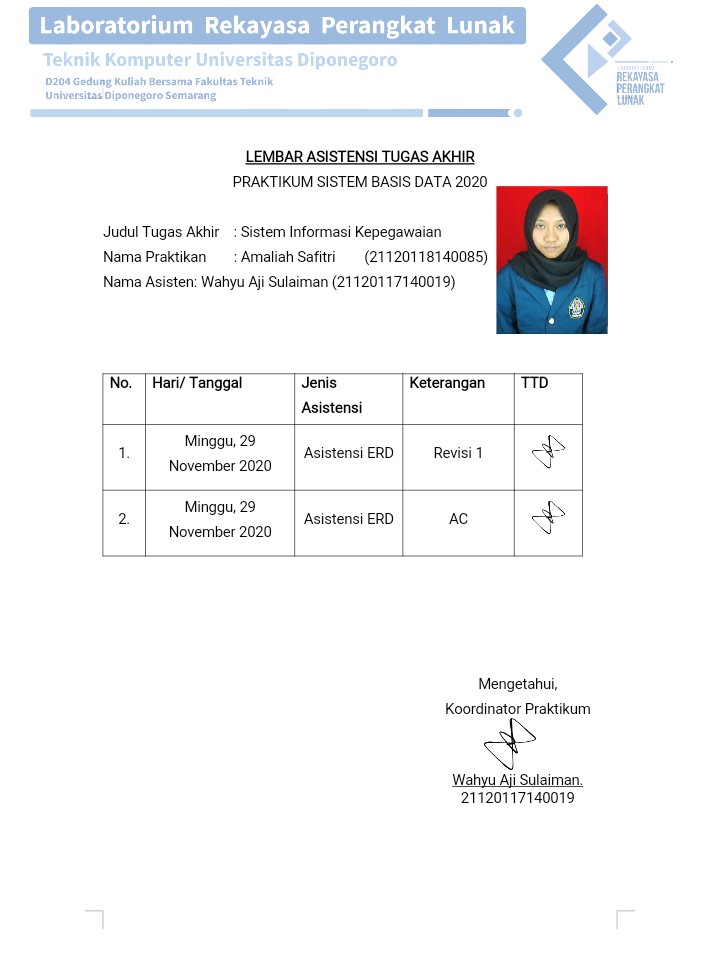 Laboratorium Rekayasa Perangkat Lunak
Teknik Komputer Universitas Diponegoro
D204 Gedung Kuliah Bersama Fakultas Teknik
Universitas Diponegoro Semarang
REKAYASA
PERANGKAT
LUNAK
LEMBAR ASISTENSI TUGAS AKHIR
PRAKTIKUM SISTEM BASIS DATA 2020
Judul Tugas Akhir : Sistem Informasi Kepegawaian
Nama Praktikan : Amaliah Safitri (21120118140085)
Nama Asisten: Wahyu Aji Sulaiman (21120117140019)
No. Hari/ Tanggal Jenis Asistensi Keterangan TTD
1. Minggu, 29 November 2020 Asistensi ERD Revisi 1
2. Minggu, 29 November 2020 Asistensi ERD AC
Mengetahui,
Koordinator Praktikum
Wahyu Aji Sulaiman.
21120117140019